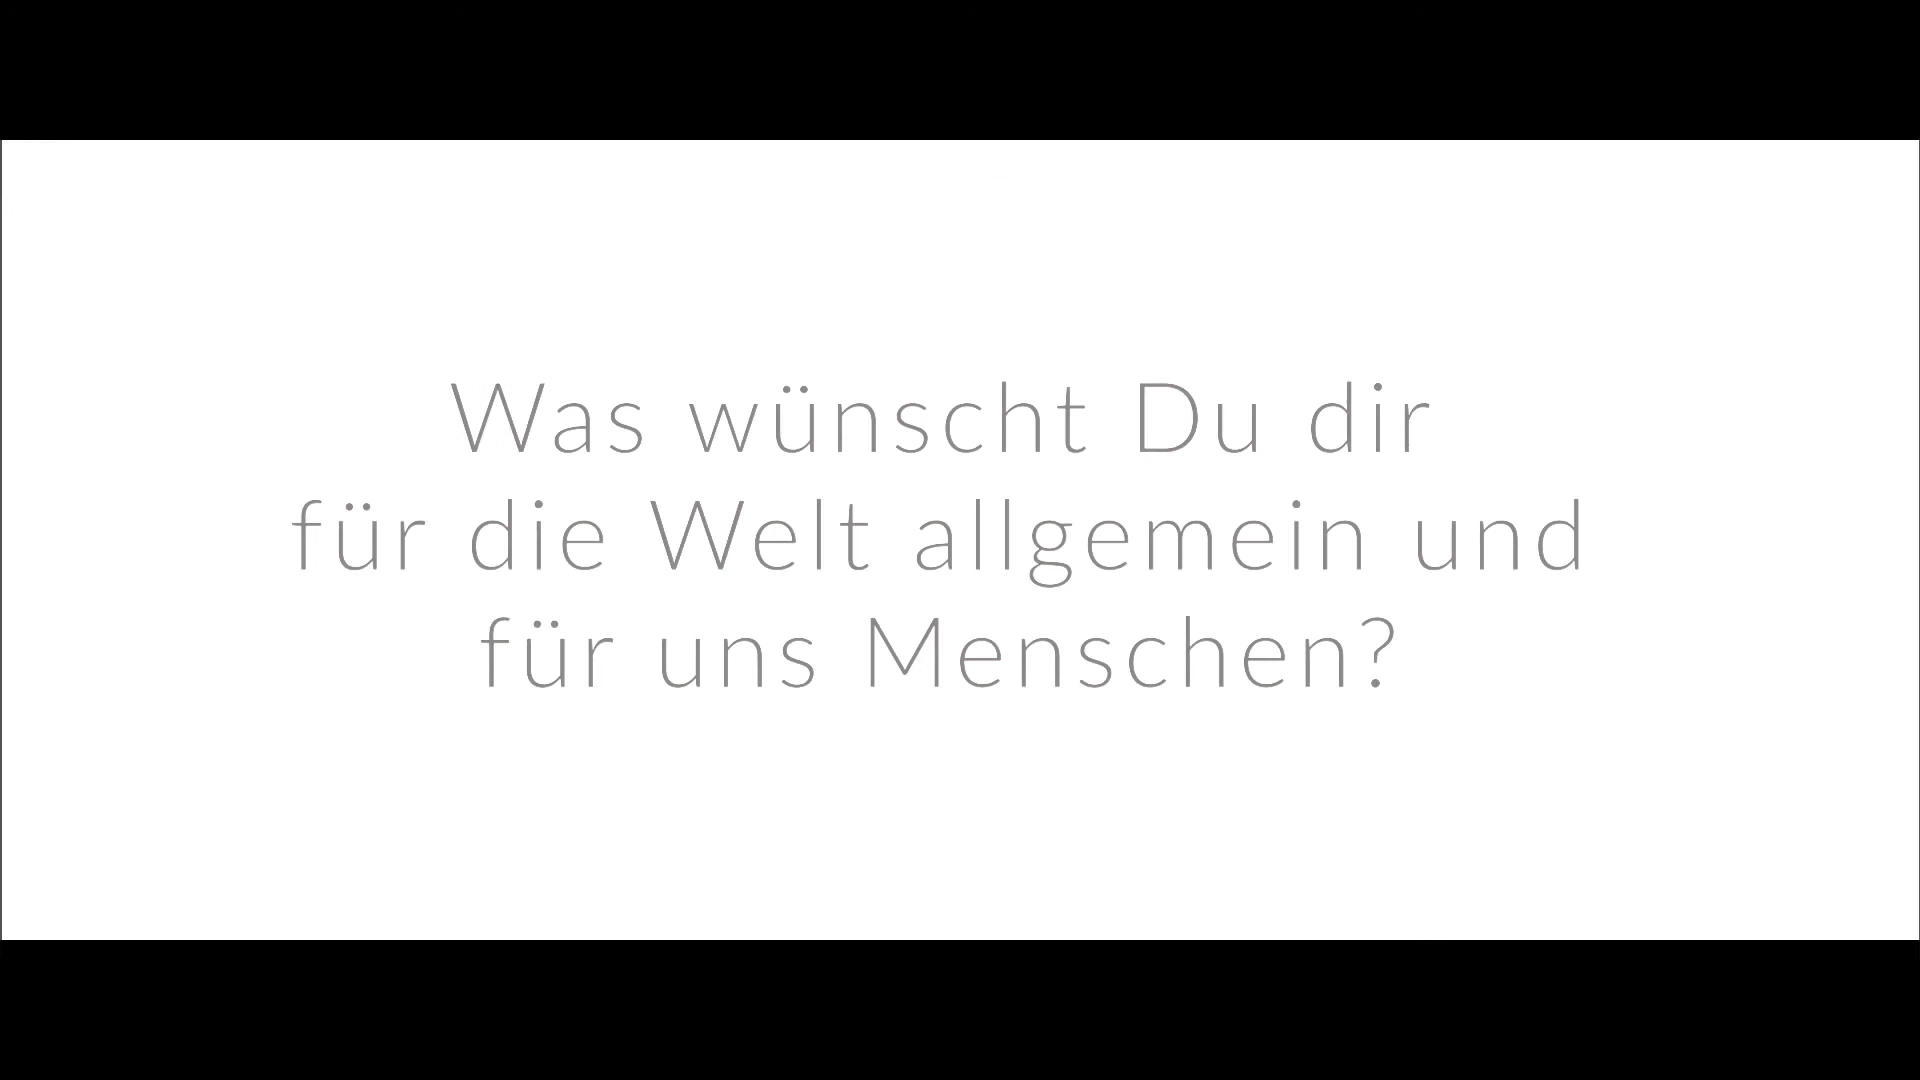 Was wünscht Du dir
für die Welt allgemein und
für uns Menschen?